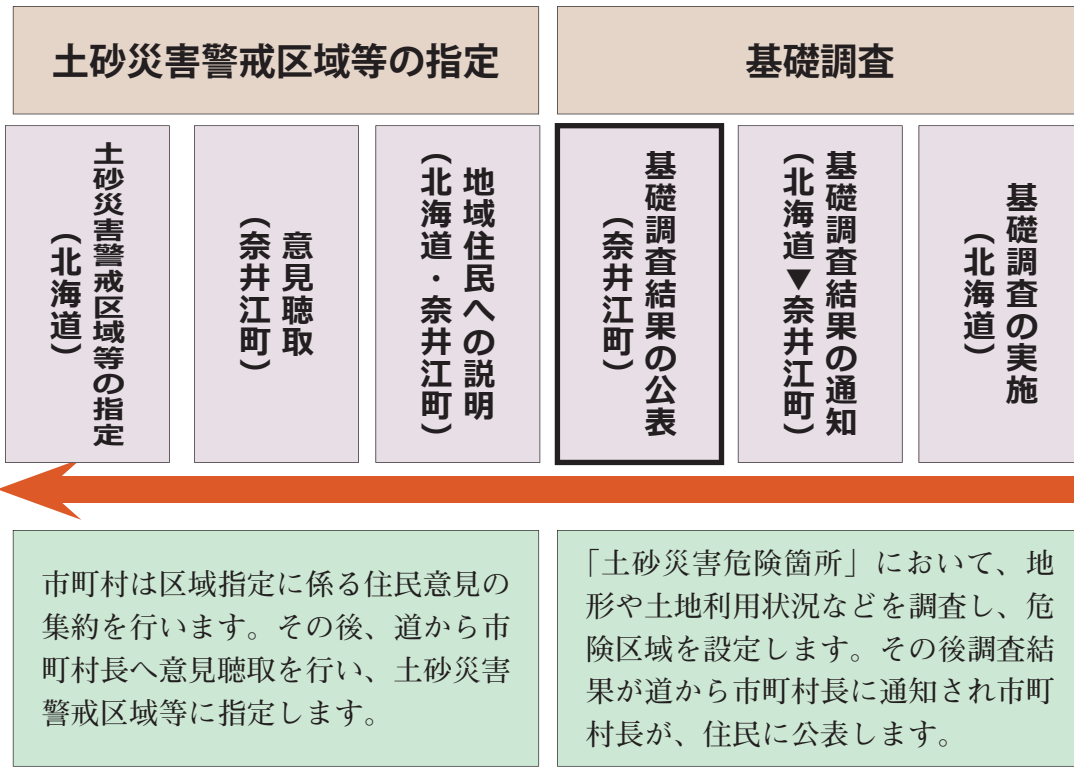 基礎調査
基礎調査の実施
(北海道)
基礎調査結果の通知
(北海道▼奈井江町)
基礎調査結果の公表
(奈井江町)
「土砂災害危険箇所」において、地
形や土地利用状況などを調査し、危
険区域を設定します。その後調査結
果が道から市町村長に通知され市町
村長が、住民に公表します。
土砂災害警戒区域等の指定
地域住民への説明
(北海道・奈井江町)
意見聴取
(奈井江町)
土砂災害警戒区域等の指定
(北海道)
市町村は区域指定に係る住民意見の
集約を行います。その後、道から市
町村長へ意見聴取を行い、土砂災害
警戒区域等に指定します。